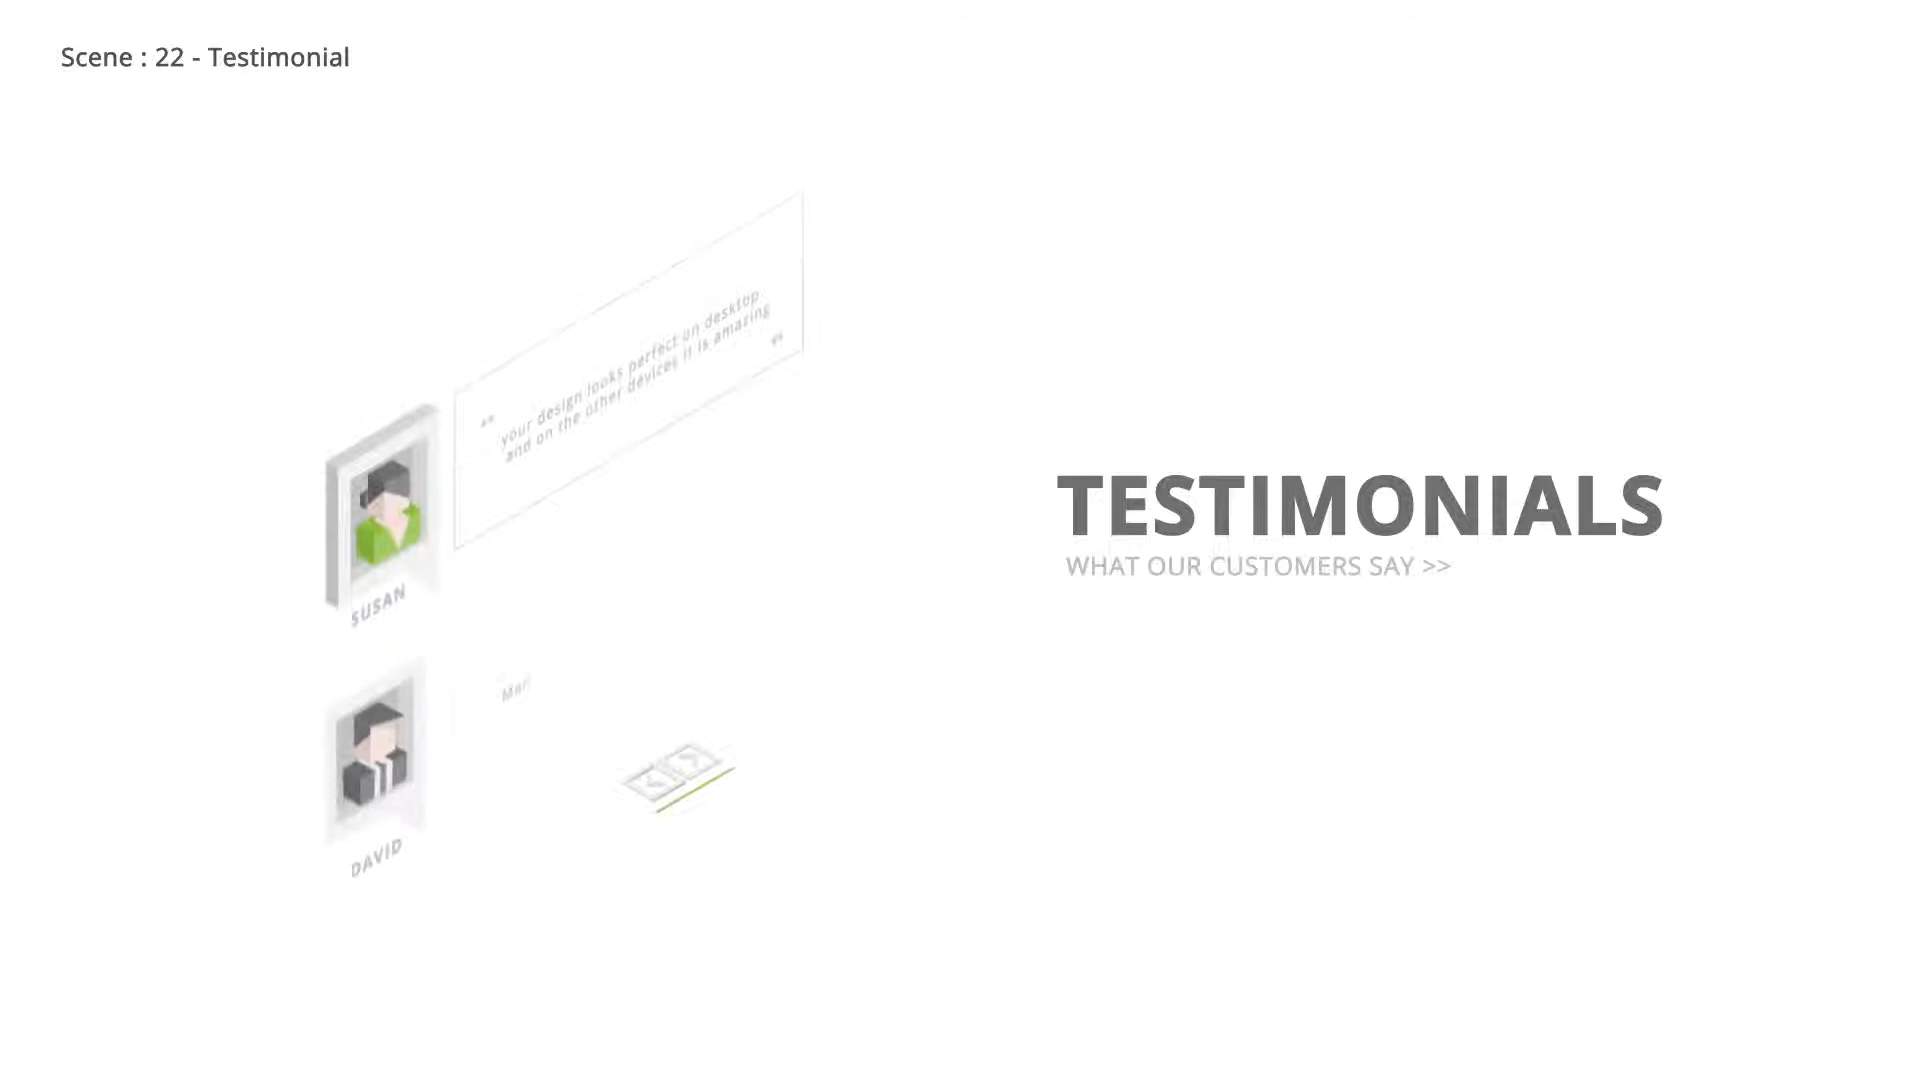 Scene : 22 - Testimonial
“
your design looks perfect on desktop
and on the other devices it is amazing
”
SUSAN
DAVID
TESTIMONIALS
WHAT OUR CUSTOMERS SAY >>